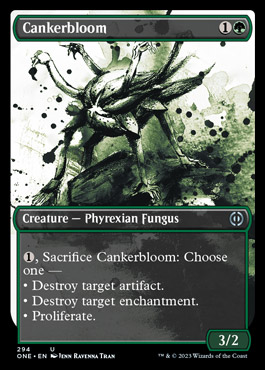 Cankerbloom 1
Creature — Phyrexian Fungus
1, Sacrifice Cankerbloom: Choose
one —
• Destroy target artifact.
• Destroy target enchantment.
• Proliferate.
3/2
294 U
ONE • EN Jenn Ravenna Tran ™ & © 2023 Wizards of the Coast